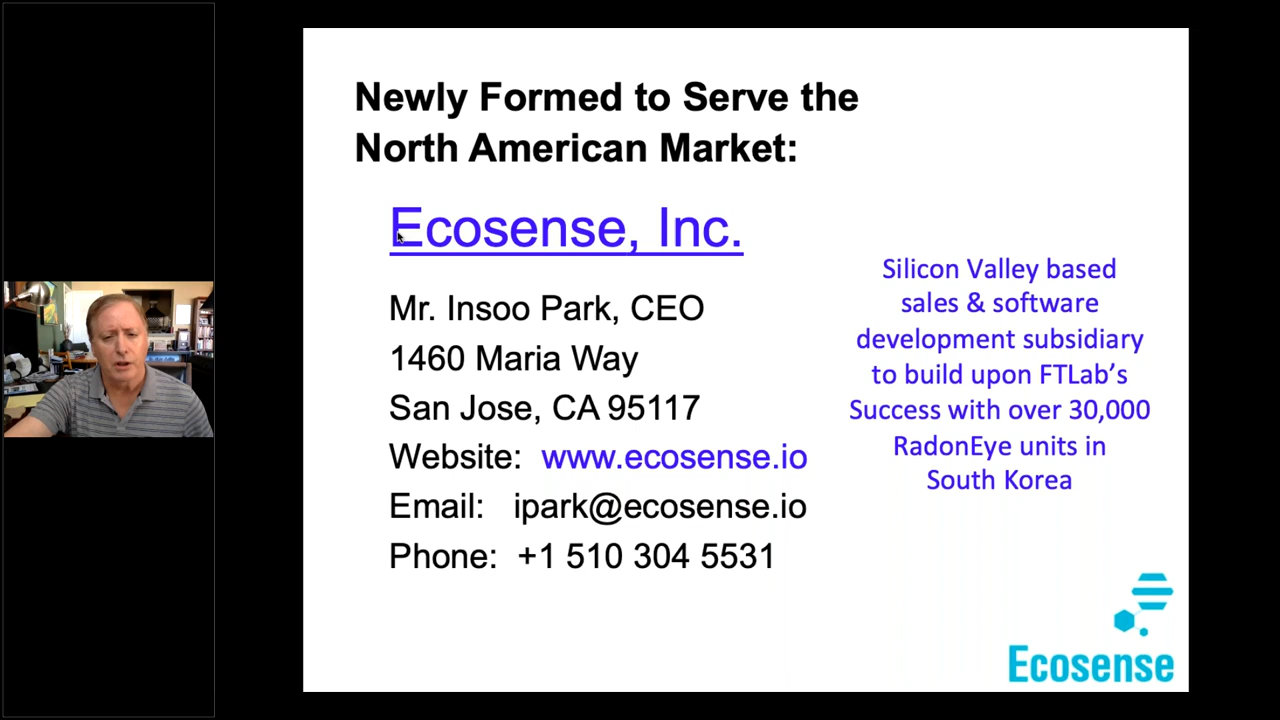 Newly Formed to Serve the
North American Market:
Ecosense, Inc.
Mr. Insoo Park, CEO
1460 Maria Way
San Jose, CA 95117
Website: www.ecosense.io
Email: ipark@ecosense.io
Phone: +1 510 304 5531
Silicon Valley based
sales & software
development subsidiary
to build upon FTLab's
Success with over 30,000
RadonEye units in
South Korea
Ecosense